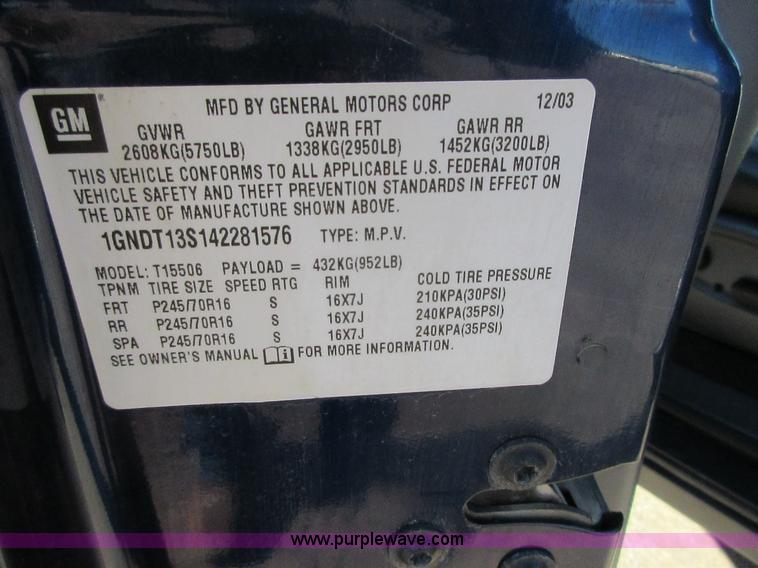 GM ®
MFD BY GENERAL MOTORS CORP 12/03
GVWR GAWR FRT GAWR RR
2608KG(5750LB) 1338KG(2950LB) 1452KG(3200LB)
THIS VEHICLE CONFORMS TO ALL APPLICABLE U.S. FEDERAL MOTOR
VEHICLE SAFETY AND THEFT PREVENTION STANDARDS IN EFFECT ON
THE DATE OF MANUFACTURE SHOWN ABOVE.
1GNDT13S142281576 TYPE: M.P.V.
MODEL: T15506 PAYLOAD = 432KG(952LB)
TPNM TIRE SIZE SPEED RTG RIM COLD TIRE PRESSURE
FRT P245/70R16 S 16X7J 210KPA(30PSI)
RR P245/70R16 S 16X7J 240KPA(35PSI)
SPA P245/70R16 S 16X7J 240KPA(35PSI)
SEE OWNER'S MANUAL i FOR MORE INFORMATION.
www.purplewave.com